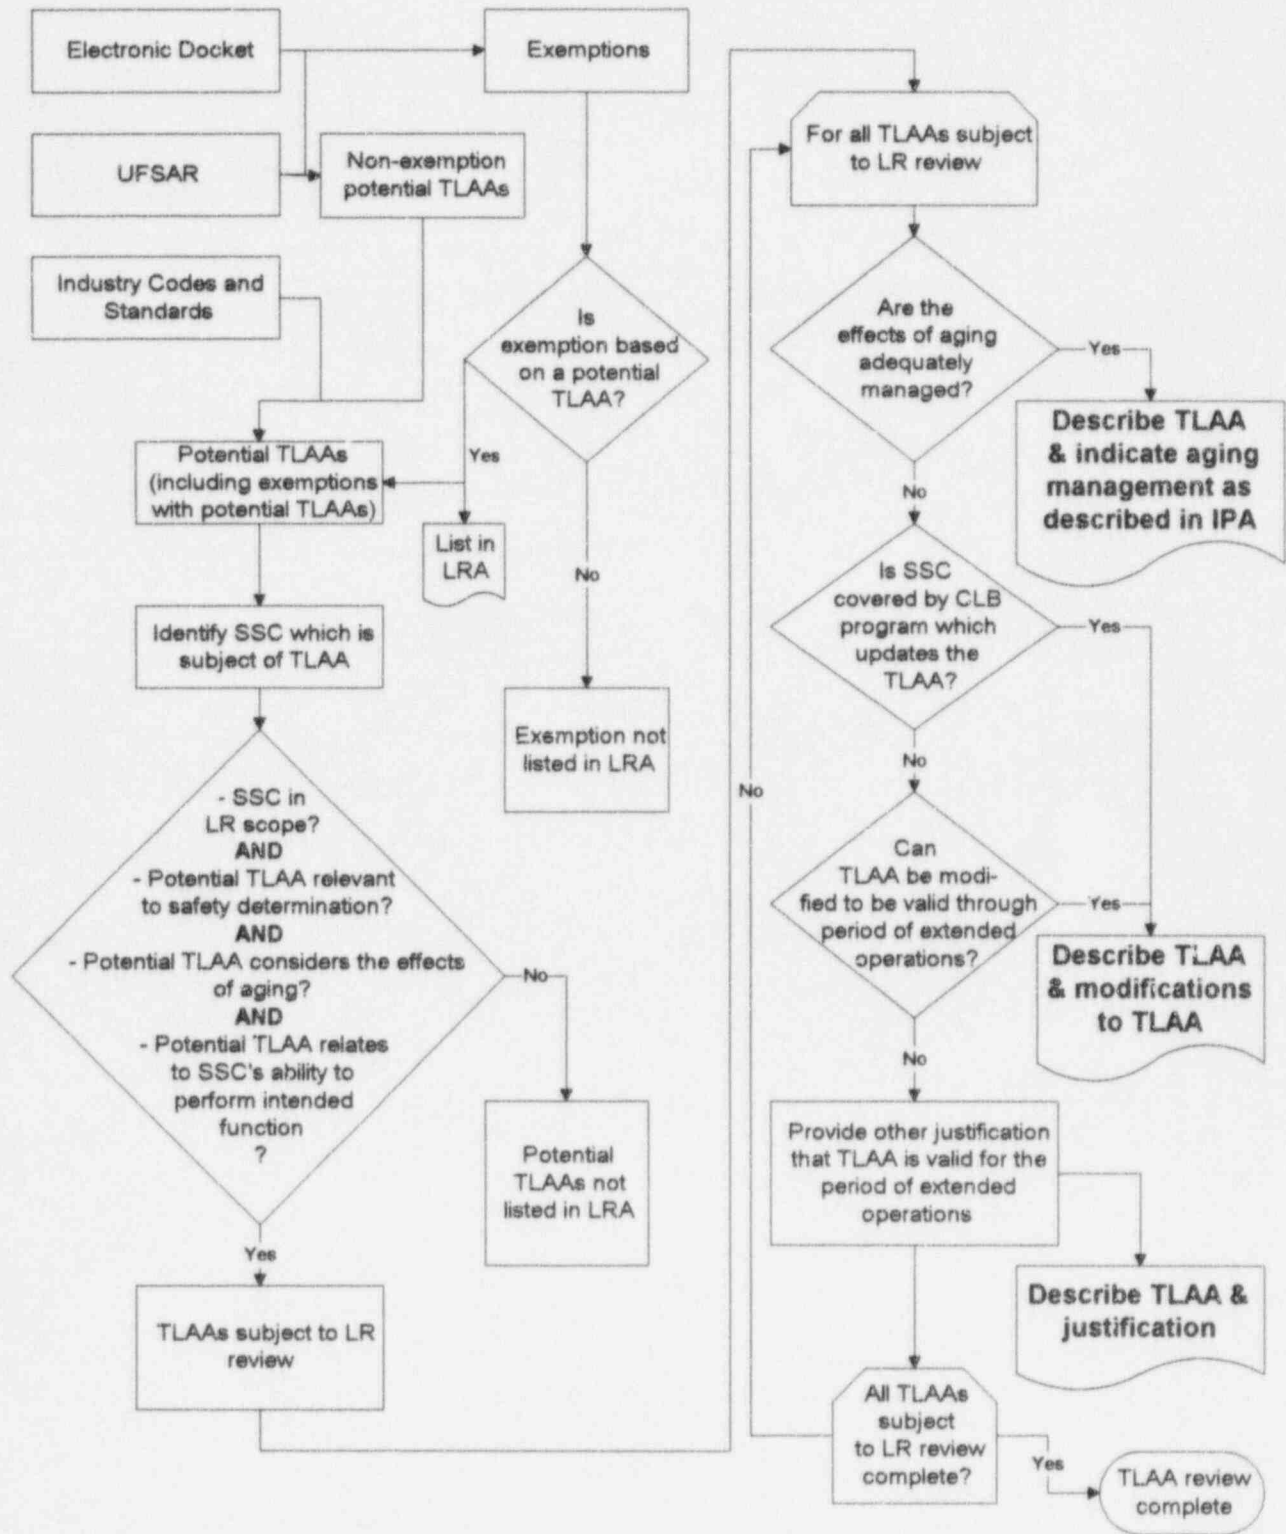 Electronic Docket
Exemptions
UFSAR
Non-exemption
potential TLAAs
Industry Codes and
Standards
Is
exemption based
on a potential
TLAA?
Yes
No
Potential TLAAs
(including exemptions
with potential TLAAs)
List in
LRA
Identify SSC which is
subject of TLAA
Exemption not
listed in LRA
- SSC in
LR scope?
AND
- Potential TLAA relevant
to safety determination?
AND
- Potential TLAA considers the effects
of aging?
AND
- Potential TLAA relates
to SSC's ability to
perform intended
function
?
No
Potential
TLAAs not
listed in LRA
Yes
TLAAs subject to LR
review
For all TLAAs subject
to LR review
Are the
effects of aging
adequately
managed?
Yes
Describe TLAA
& indicate aging
management as
described in IPA
No
Is SSC
covered by CLB
program which
updates the
TLAA?
Yes
No
Can
TLAA be modi-
fied to be valid through
period of extended
operations?
Yes
Describe TLAA
& modifications
to TLAA
No
Provide other justification
that TLAA is valid for the
period of extended
operations
Describe TLAA &
justification
All TLAAs
subject
to LR review
complete?
No
Yes
TLAA review
complete